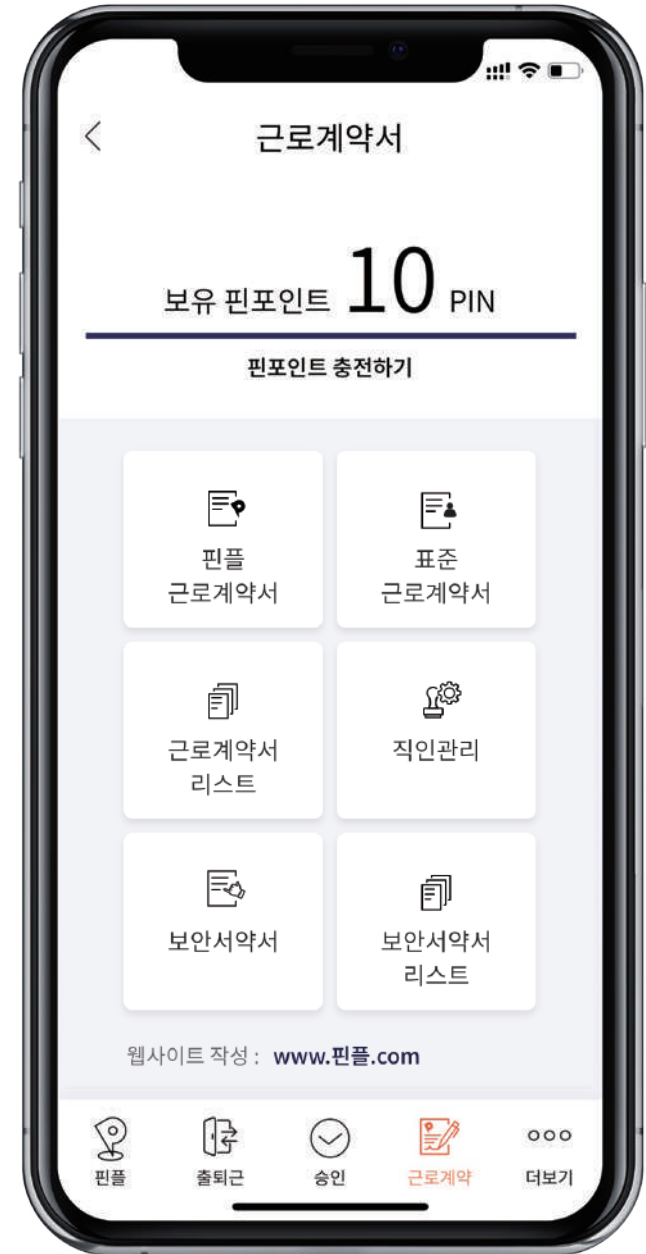 근로계약서
보유 핀포인트 10 PIN
핀포인트 충전하기
핀플
근로계약서
표준
근로계약서
근로계약서
리스트
직인관리
보안서약서
보안서약서
리스트
웹사이트 작성 : www.핀플.com
핀플 출퇴근 승인 근로계약 더보기